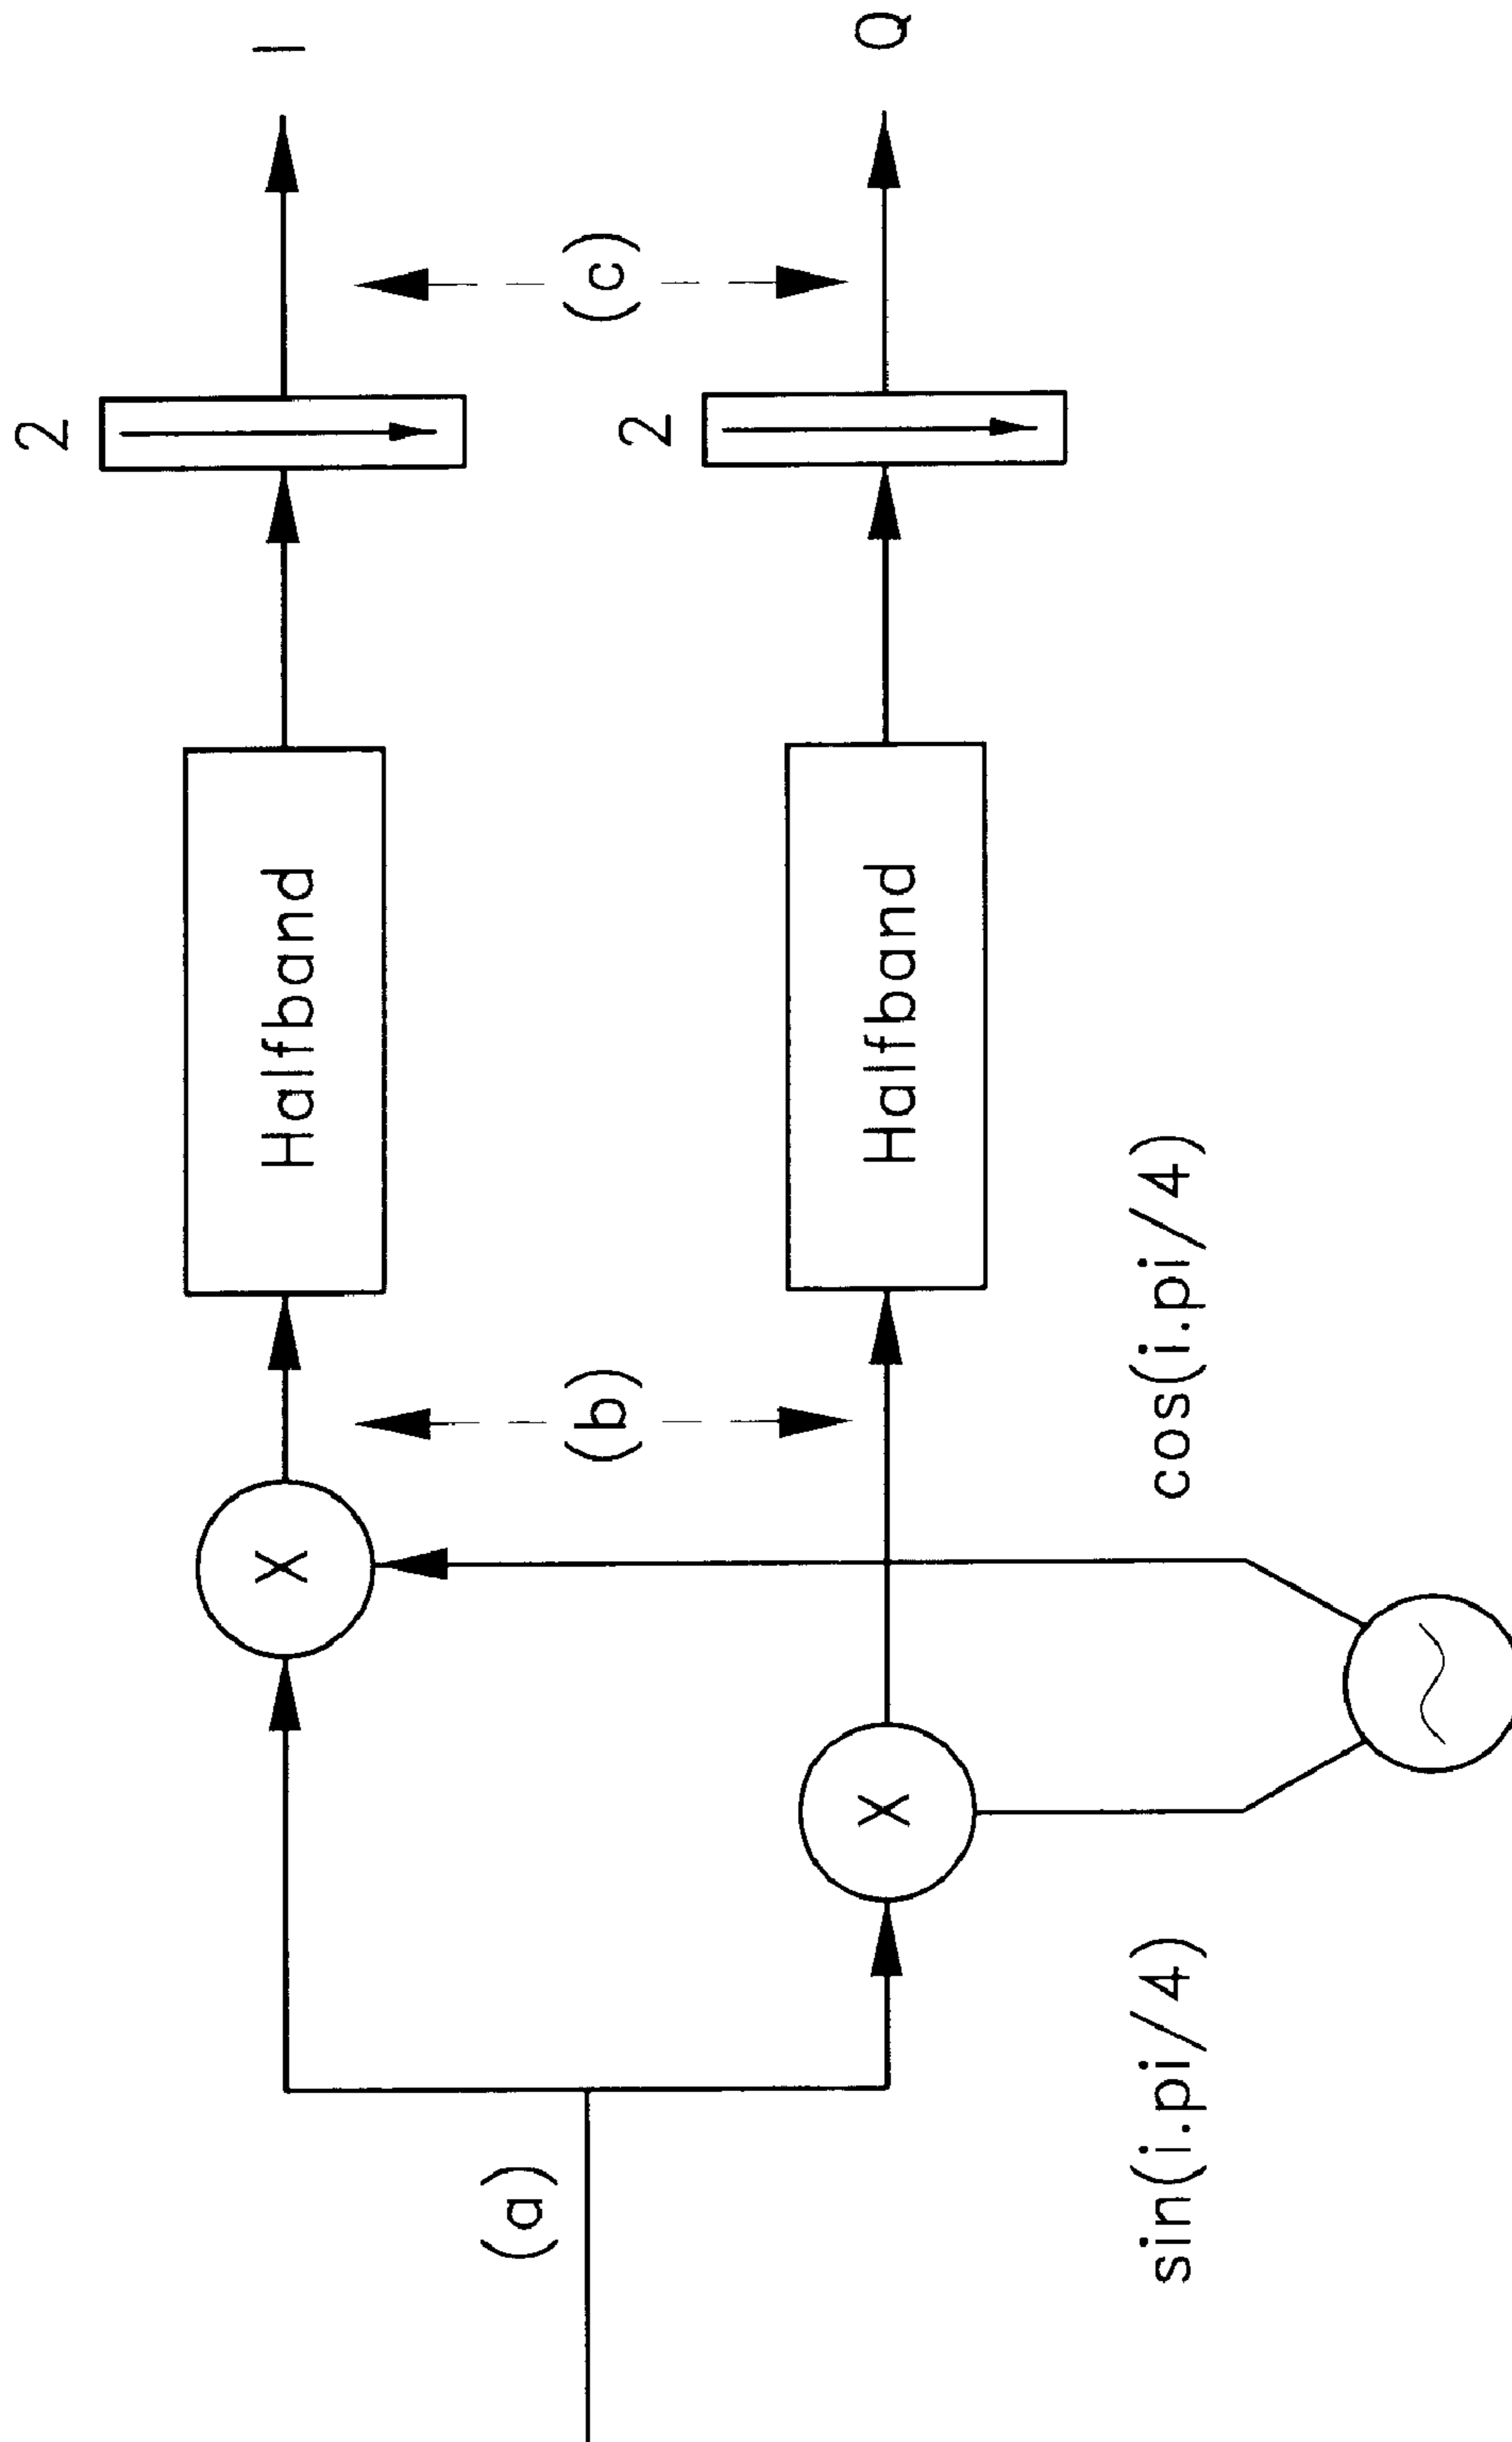 (a)
X
X
sin(i.pi/4)
cos(i.pi/4)
(b)
Halfband
Halfband
2
2
(c)
I
Q